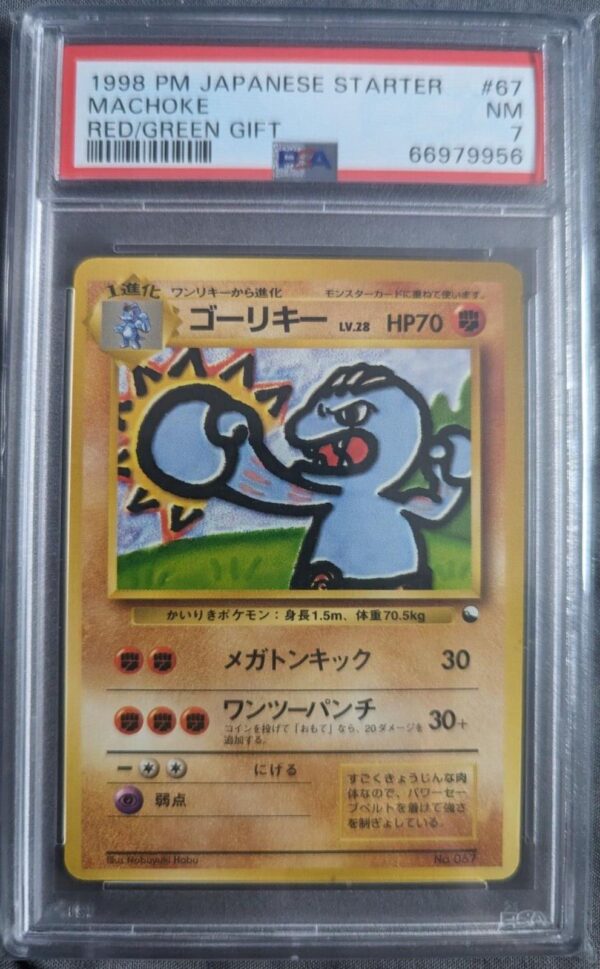 1998 PM JAPANESE STARTER #67
MACHOKE NM
RED/GREEN GIFT 7
PSA 66979956
1進化 ワンリキーから進化 モンスターカードに重ねて使います。
ゴーリキー LV.28 HP70
かいりきポケモン：身長1.5m、体重70.5kg
メガトンキック 30
ワンツーパンチ 30+
コインを投げて「おもて」なら、20ダメージを
追加する。
ー にげる
弱点
すごくきょうじんな肉
体なので、パワーセー
ブベルトを着けて強さ
を制ぎょしている。
Illus. Nobuyuki Habu No.067
PSA